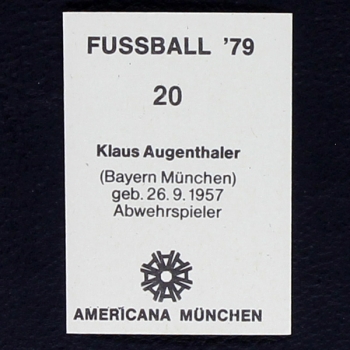 FUSSBALL '79
20
Klaus Augenthaler
(Bayern München)
geb. 26.9.1957
Abwehrspieler
AMERICANA MÜNCHEN